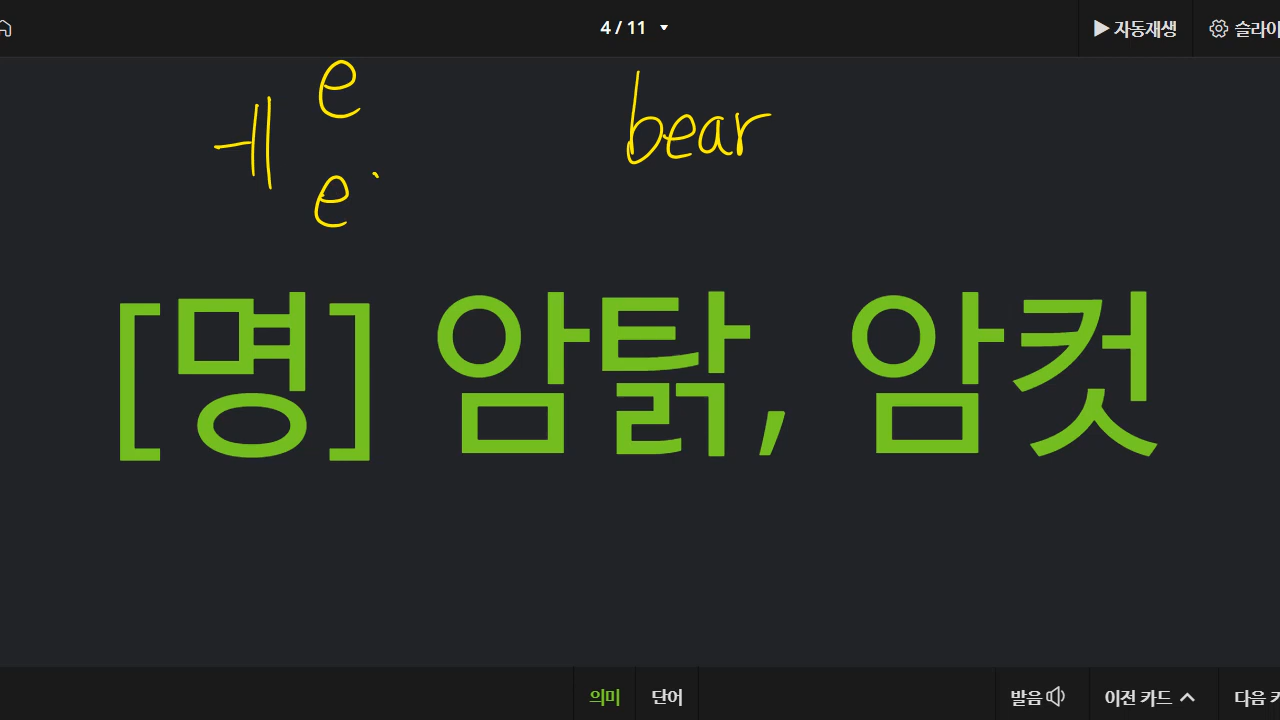 4 / 11
자동재생
슬라이
e
ㅔ
bear
e
[명] 암탉, 암컷
의미
단어
발음
이전 카드
다음 카